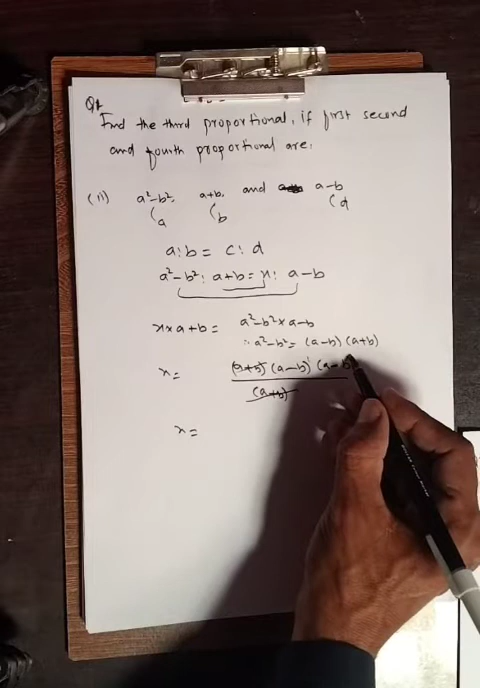 Q#
Find the third proportional, if first second
and fourth proportional are:
(ii) a²-b², a+b, and a-b
a b d
a:b = c:d
a²-b²: a+b = x: a-b
x×a+b = a²-b²×a-b
∴ a²-b² = (a-b)(a+b)
x= (a+b)(a-b)(a-b
(a+b)
x=